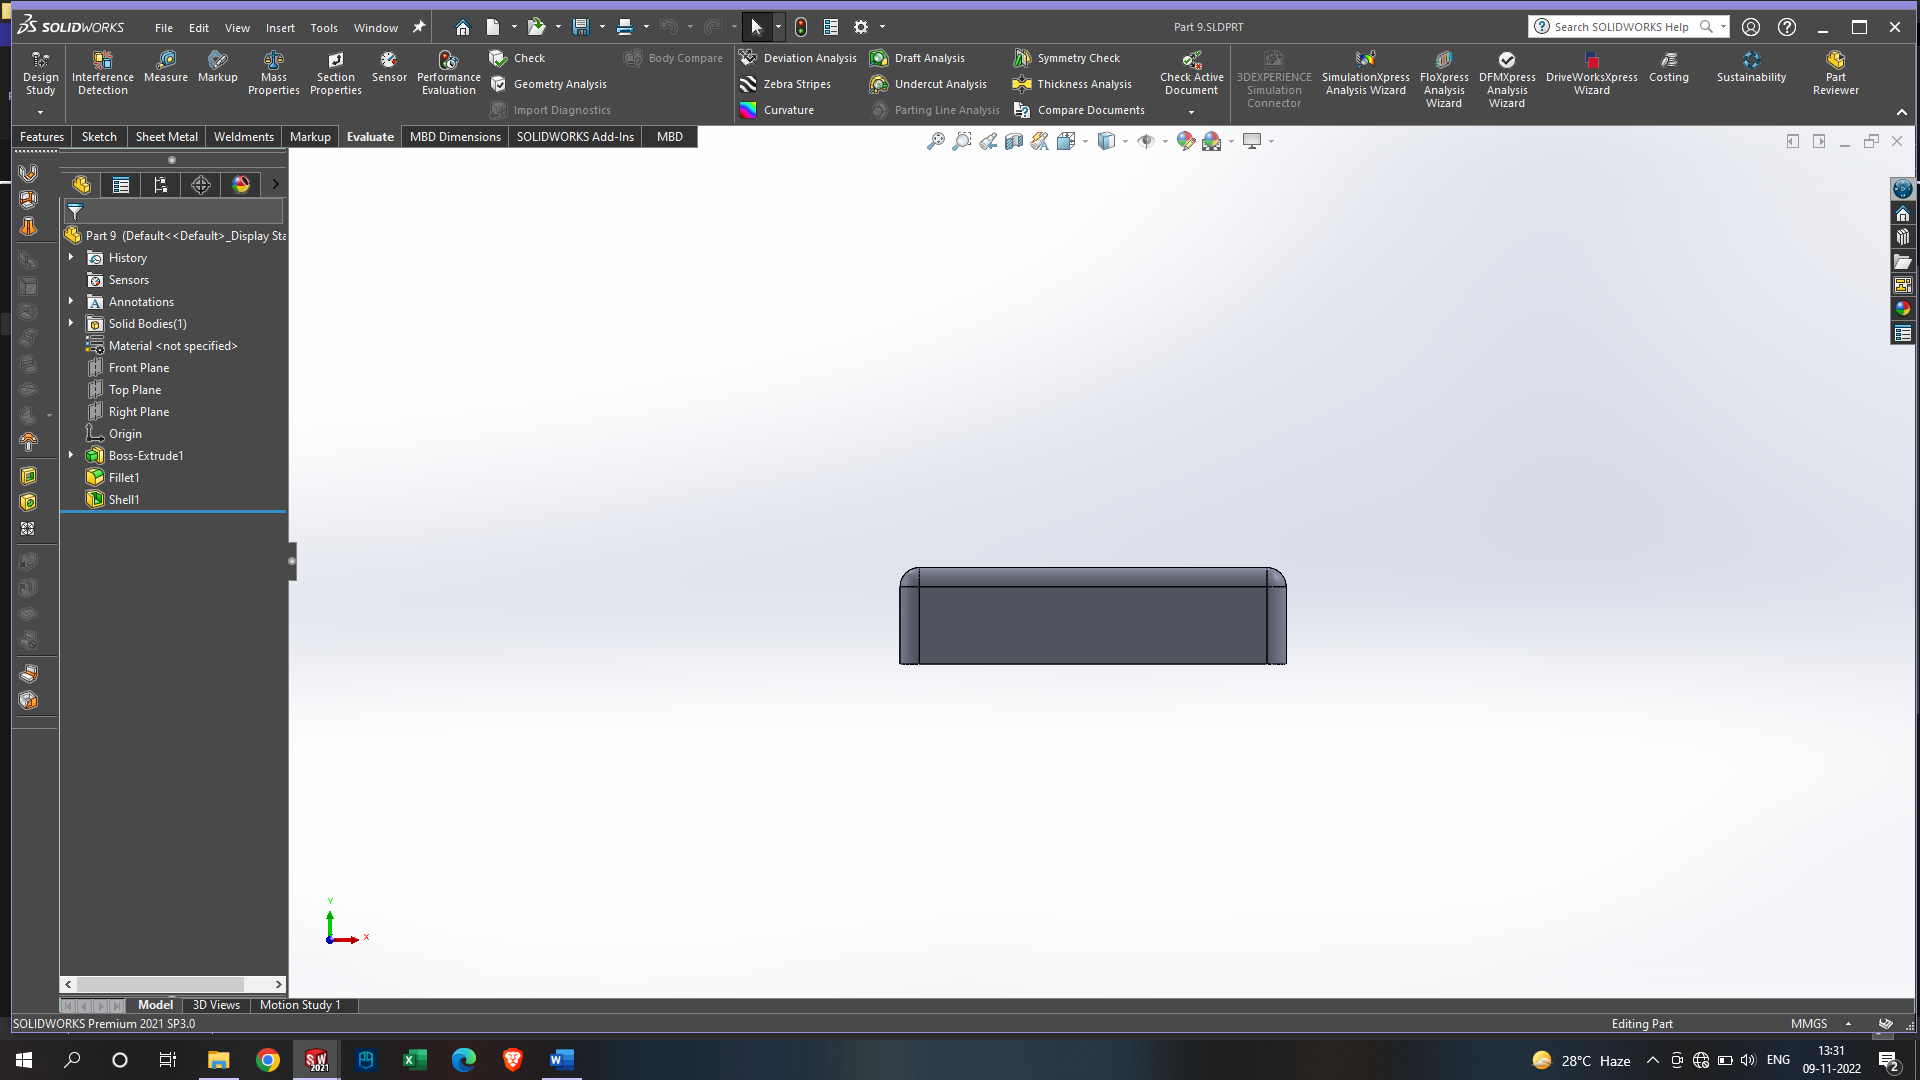 SOLIDWORKS File Edit View Insert Tools Window Part 9.SLDPRT Search SOLIDWORKS Help
Design Study
Interference Detection
Measure
Markup
Mass Properties
Section Properties
Sensor
Performance Evaluation
Check
Geometry Analysis
Import Diagnostics
Body Compare
Deviation Analysis
Zebra Stripes
Curvature
Draft Analysis
Undercut Analysis
Parting Line Analysis
Symmetry Check
Thickness Analysis
Compare Documents
Check Active Document
3DEXPERIENCE Simulation Connector
SimulationXpress Analysis Wizard
FloXpress Analysis Wizard
DFMXpress Analysis Wizard
DriveWorksXpress Wizard
Costing
Sustainability
Part Reviewer
Features Sketch Sheet Metal Weldments Markup Evaluate MBD Dimensions SOLIDWORKS Add-Ins MBD
Part 9 (Default<<Default>_Display Sta
History
Sensors
Annotations
Solid Bodies(1)
Material <not specified>
Front Plane
Top Plane
Right Plane
Origin
Boss-Extrude1
Fillet1
Shell1
Y
X
Model 3D Views Motion Study 1
SOLIDWORKS Premium 2021 SP3.0 Editing Part MMGS
SW 2021
28°C Haze ENG 13:31
09-11-2022 2